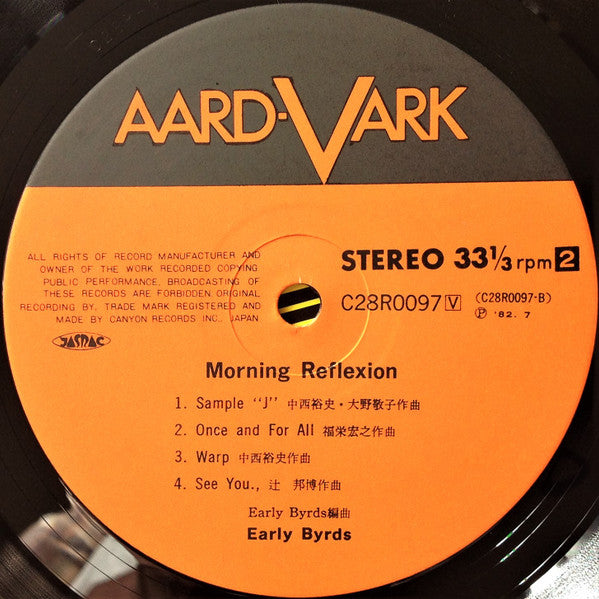 AARD-VARK
ALL RIGHTS OF RECORD MANUFACTURER AND
OWNER OF THE WORK RECORDED COPYING
PUBLIC PERFORMANCE, BROADCASTING OF
THESE RECORDS ARE FORBIDDEN. ORIGINAL
RECORDING BY, TRADE MARK REGISTERED AND
MADE BY CANYON RECORDS INC., JAPAN
JASRAC
STEREO 33⅓ rpm 2
C28R0097 V (C28R0097-B)
Ⓟ '82. 7
Morning Reflexion
1. Sample "J" 中西裕史・大野敬子作曲
2. Once and For All 福栄宏之作曲
3. Warp 中西裕史作曲
4. See You., 辻 邦博作曲
Early Byrds編曲
Early Byrds